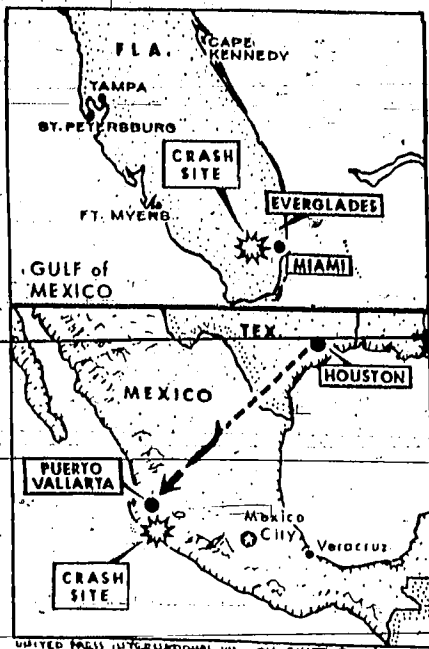 FLA.
CAPE
KENNEDY
TAMPA
ST. PETERSBURG
CRASH
SITE
EVERGLADES
FT. MYERS
MIAMI
GULF of
MEXICO
TEX.
HOUSTON
MEXICO
PUERTO
VALLARTA
Mexico
City
Veracruz
CRASH
SITE
UNITED PRESS INTERNATIONAL